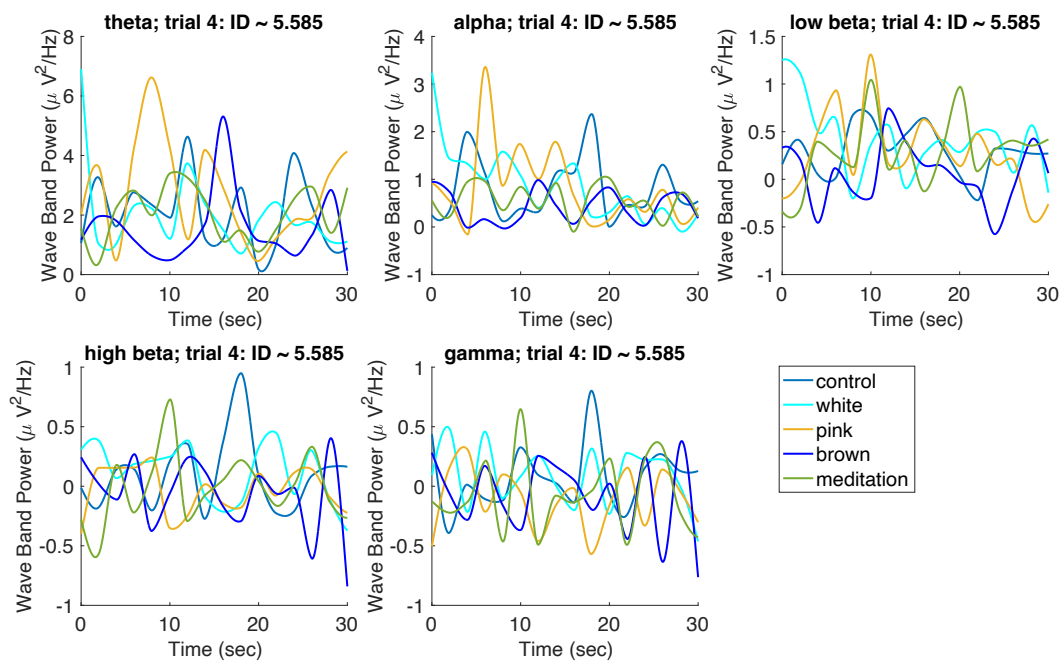 theta; trial 4: ID ~ 5.585
Wave Band Power (μ V²/Hz)
8
6
4
2
0
0 10 20 30
Time (sec)
alpha; trial 4: ID ~ 5.585
Wave Band Power (μ V²/Hz)
4
3
2
1
0
-1
0 10 20 30
Time (sec)
low beta; trial 4: ID ~ 5.585
Wave Band Power (μ V²/Hz)
1.5
1
0.5
0
-0.5
-1
0 10 20 30
Time (sec)
high beta; trial 4: ID ~ 5.585
Wave Band Power (μ V²/Hz)
1
0.5
0
-0.5
-1
0 10 20 30
Time (sec)
gamma; trial 4: ID ~ 5.585
Wave Band Power (μ V²/Hz)
1
0.5
0
-0.5
-1
0 10 20 30
Time (sec)
control
white
pink
brown
meditation